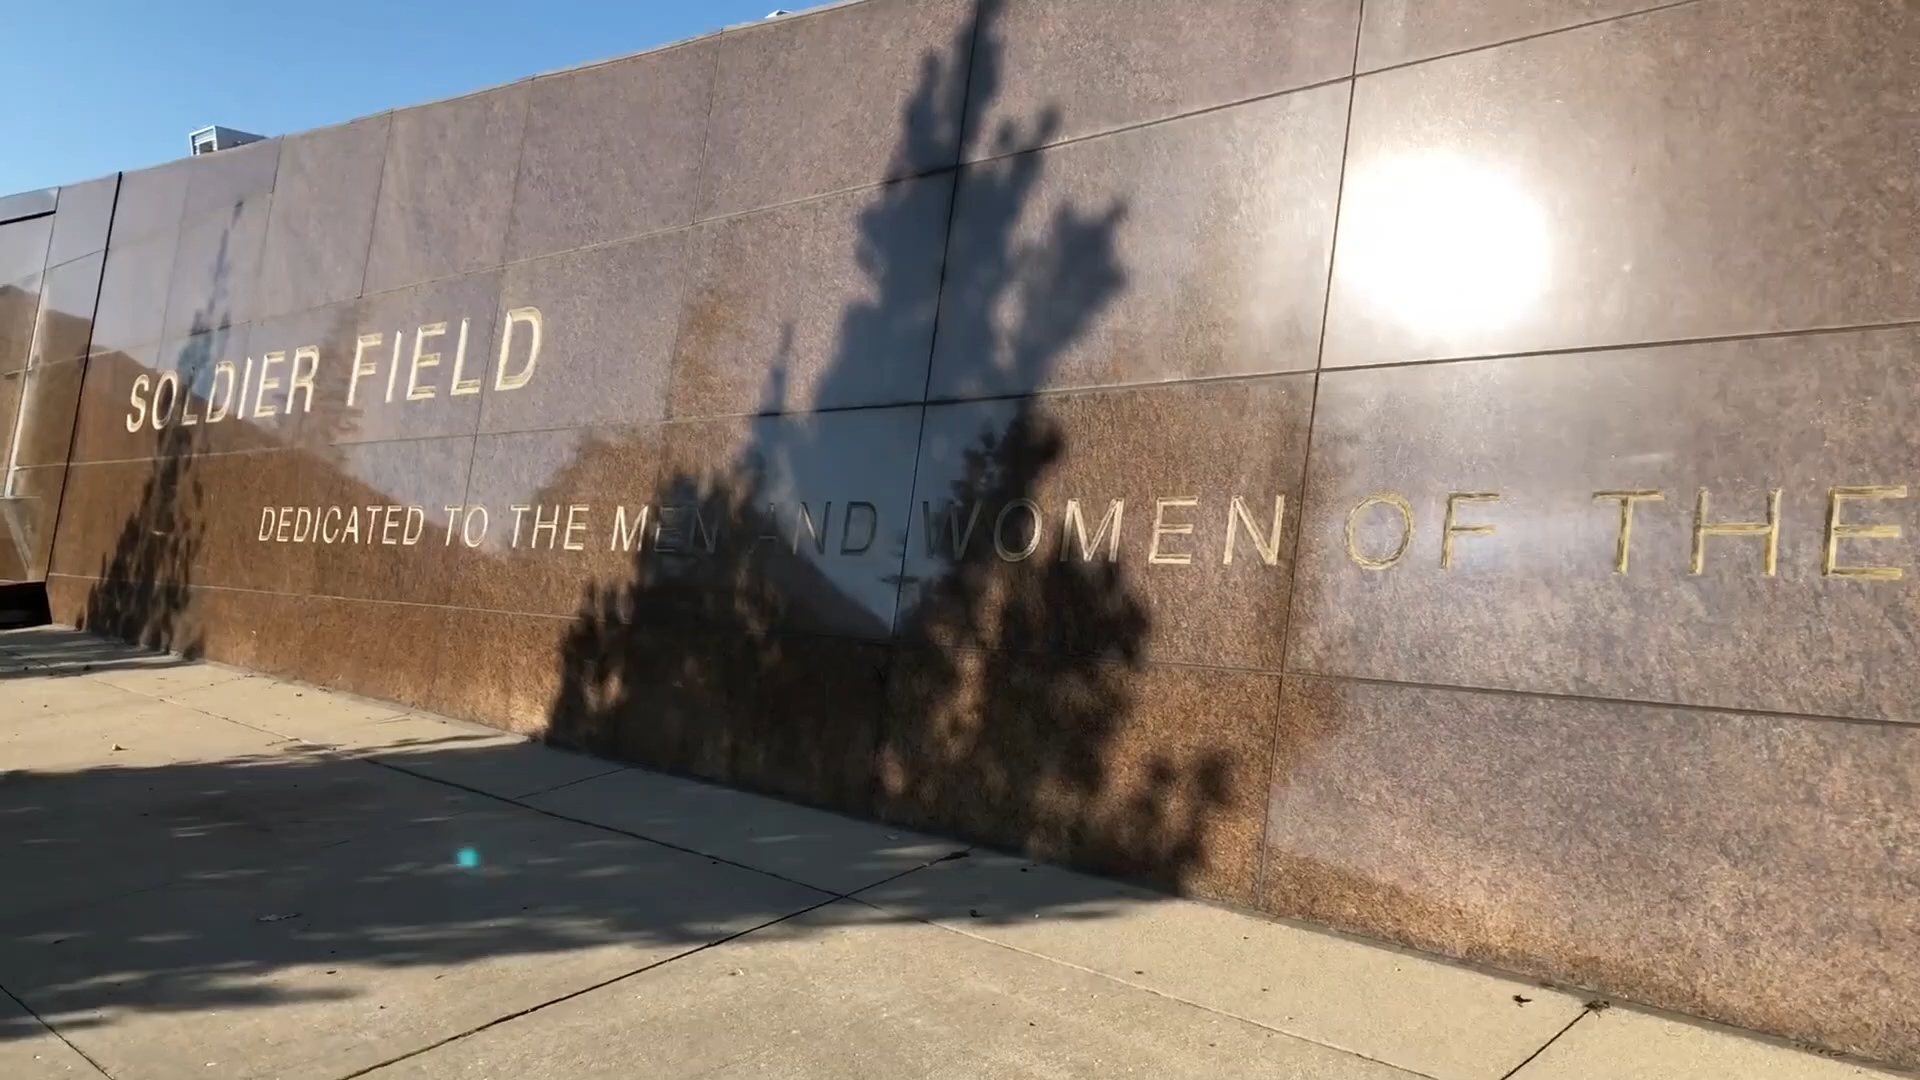 SOLDIER FIELD
DEDICATED TO THE MEN AND WOMEN OF THE